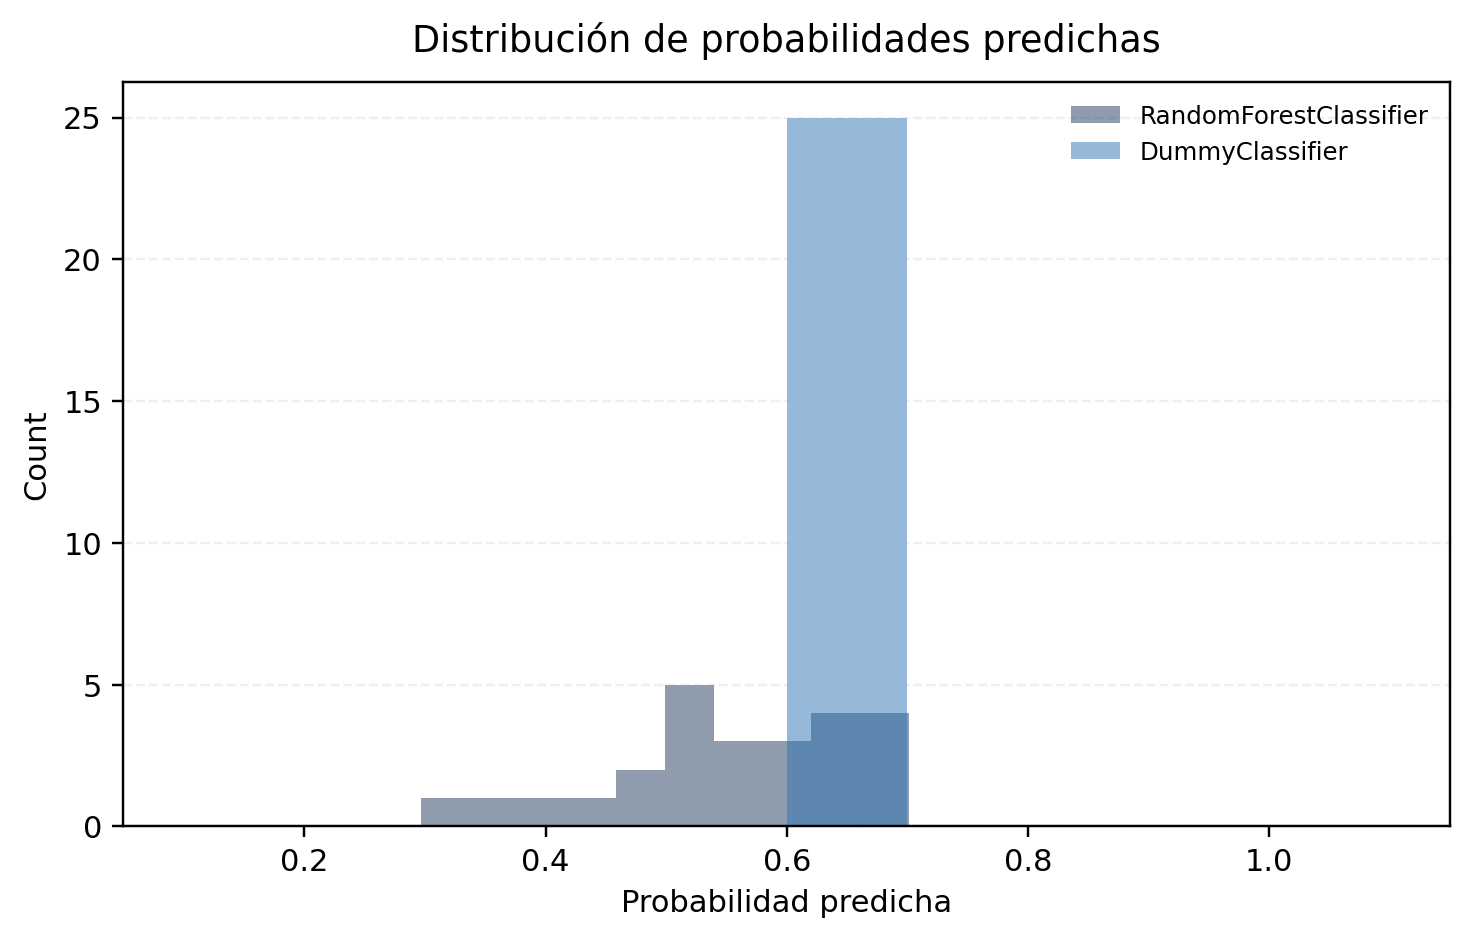 Distribución de probabilidades predichas
RandomForestClassifier
DummyClassifier
25
20
15
10
5
0
Count
0.2
0.4
0.6
0.8
1.0
Probabilidad predicha